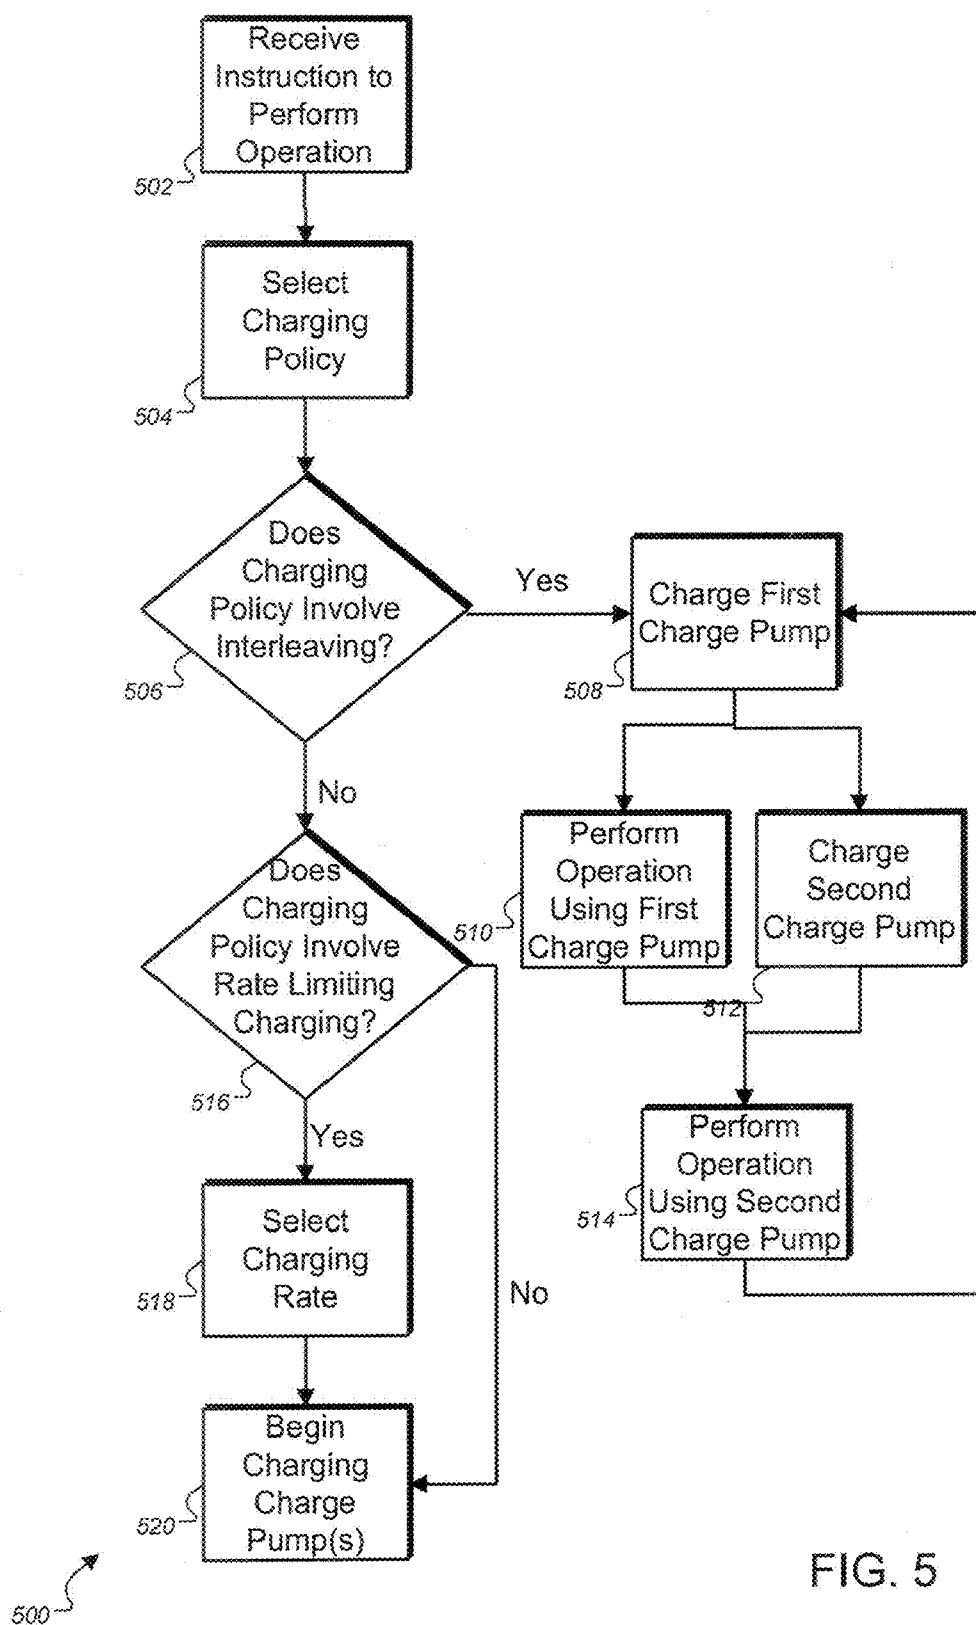 Receive
Instruction to
Perform
Operation
502
Select
Charging
Policy
504
Does
Charging
Policy Involve
Interleaving?
506
Yes
No
Charge First
Charge Pump
508
Perform
Operation
Using First
Charge Pump
510
Charge
Second
Charge Pump
512
Perform
Operation
Using Second
Charge Pump
514
Does
Charging
Policy Involve
Rate Limiting
Charging?
516
Yes
No
Select
Charging
Rate
518
Begin
Charging
Charge
Pump(s)
520
500
FIG. 5